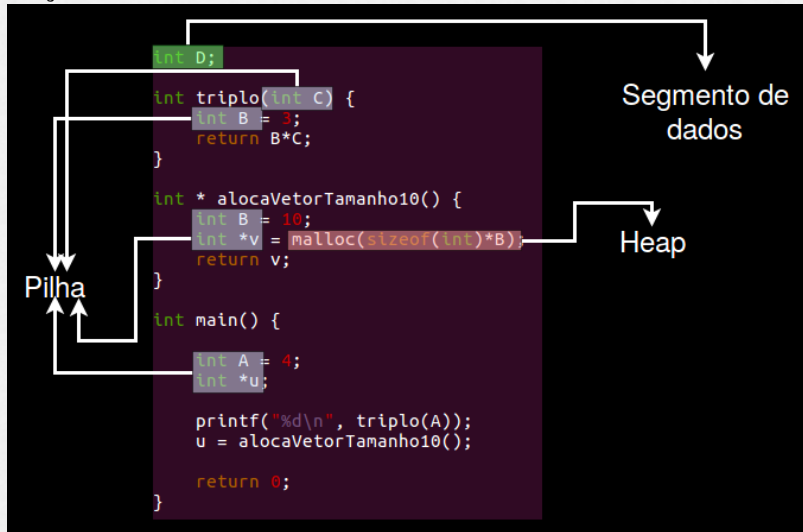 int D;
int triplo(int C) {
int B = 3;
return B*C;
}
int * alocaVetorTamanho10() {
int B = 10;
int *v = malloc(sizeof(int)*B);
return v;
}
int main() {
int A = 4;
int *u;
printf("%d\n", triplo(A));
u = alocaVetorTamanho10();
return 0;
}
Segmento de
dados
Heap
Pilha